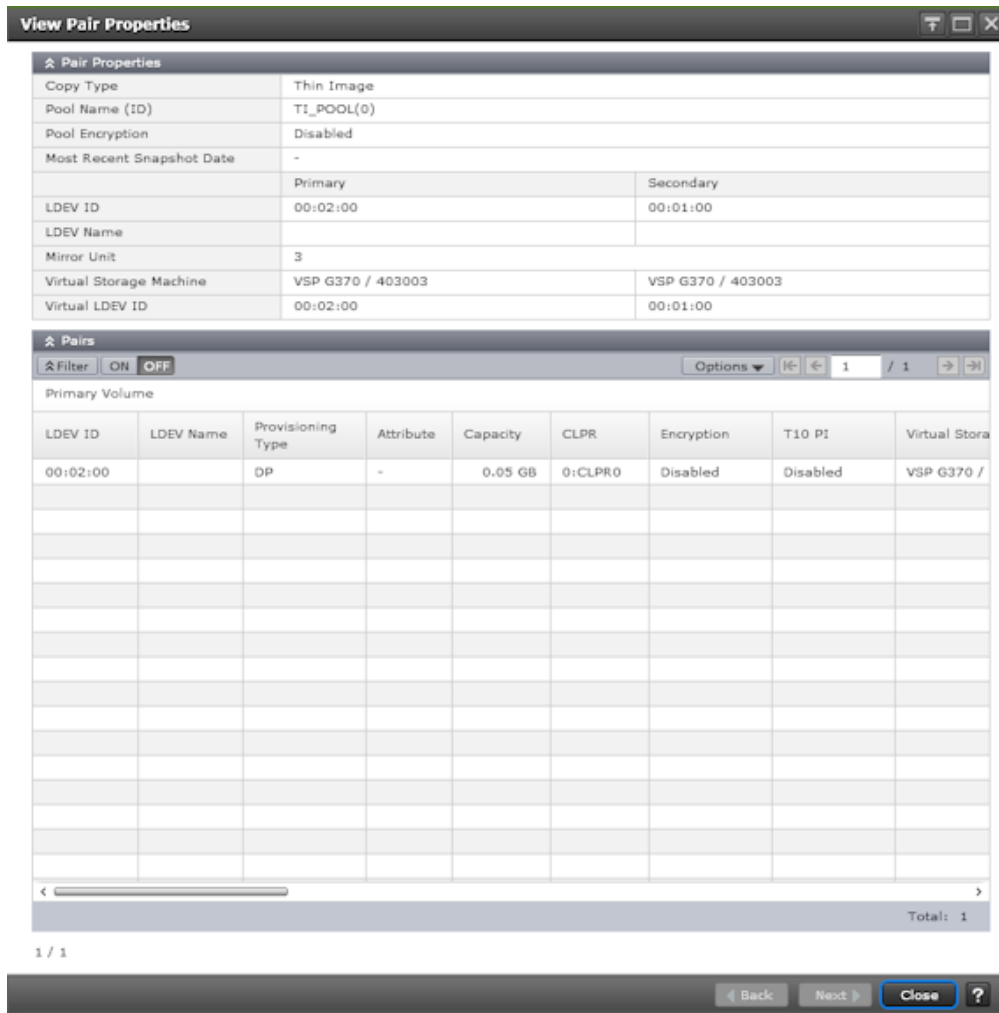 View Pair Properties
Pair Properties
Copy Type Thin Image
Pool Name (ID) TI_POOL(0)
Pool Encryption Disabled
Most Recent Snapshot Date -
Primary Secondary
LDEV ID 00:02:00 00:01:00
LDEV Name
Mirror Unit 3
Virtual Storage Machine VSP G370 / 403003 VSP G370 / 403003
Virtual LDEV ID 00:02:00 00:01:00
Pairs
Filter ON OFF Options 1 / 1
Primary Volume
LDEV ID LDEV Name Provisioning Type Attribute Capacity CLPR Encryption T10 PI Virtual Stora
00:02:00 DP - 0.05 GB 0:CLPR0 Disabled Disabled VSP G370 /
Total: 1
1 / 1
Back Next Close ?